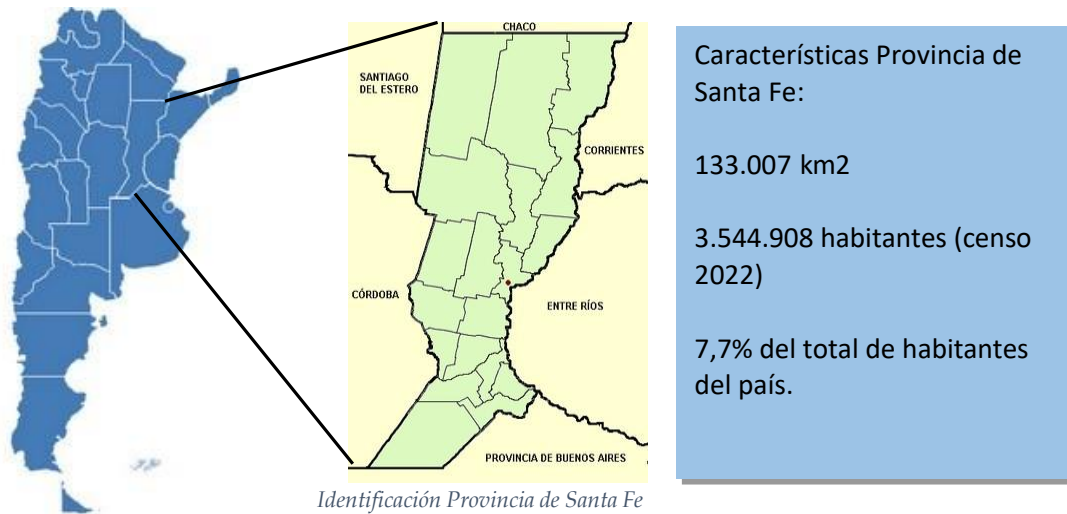 CHACO
SANTIAGO
DEL ESTERO
CORRIENTES
CÓRDOBA
ENTRE RÍOS
PROVINCIA DE BUENOS AIRES
Identificación Provincia de Santa Fe
Características Provincia de
Santa Fe:
133.007 km2
3.544.908 habitantes (censo
2022)
7,7% del total de habitantes
del país.